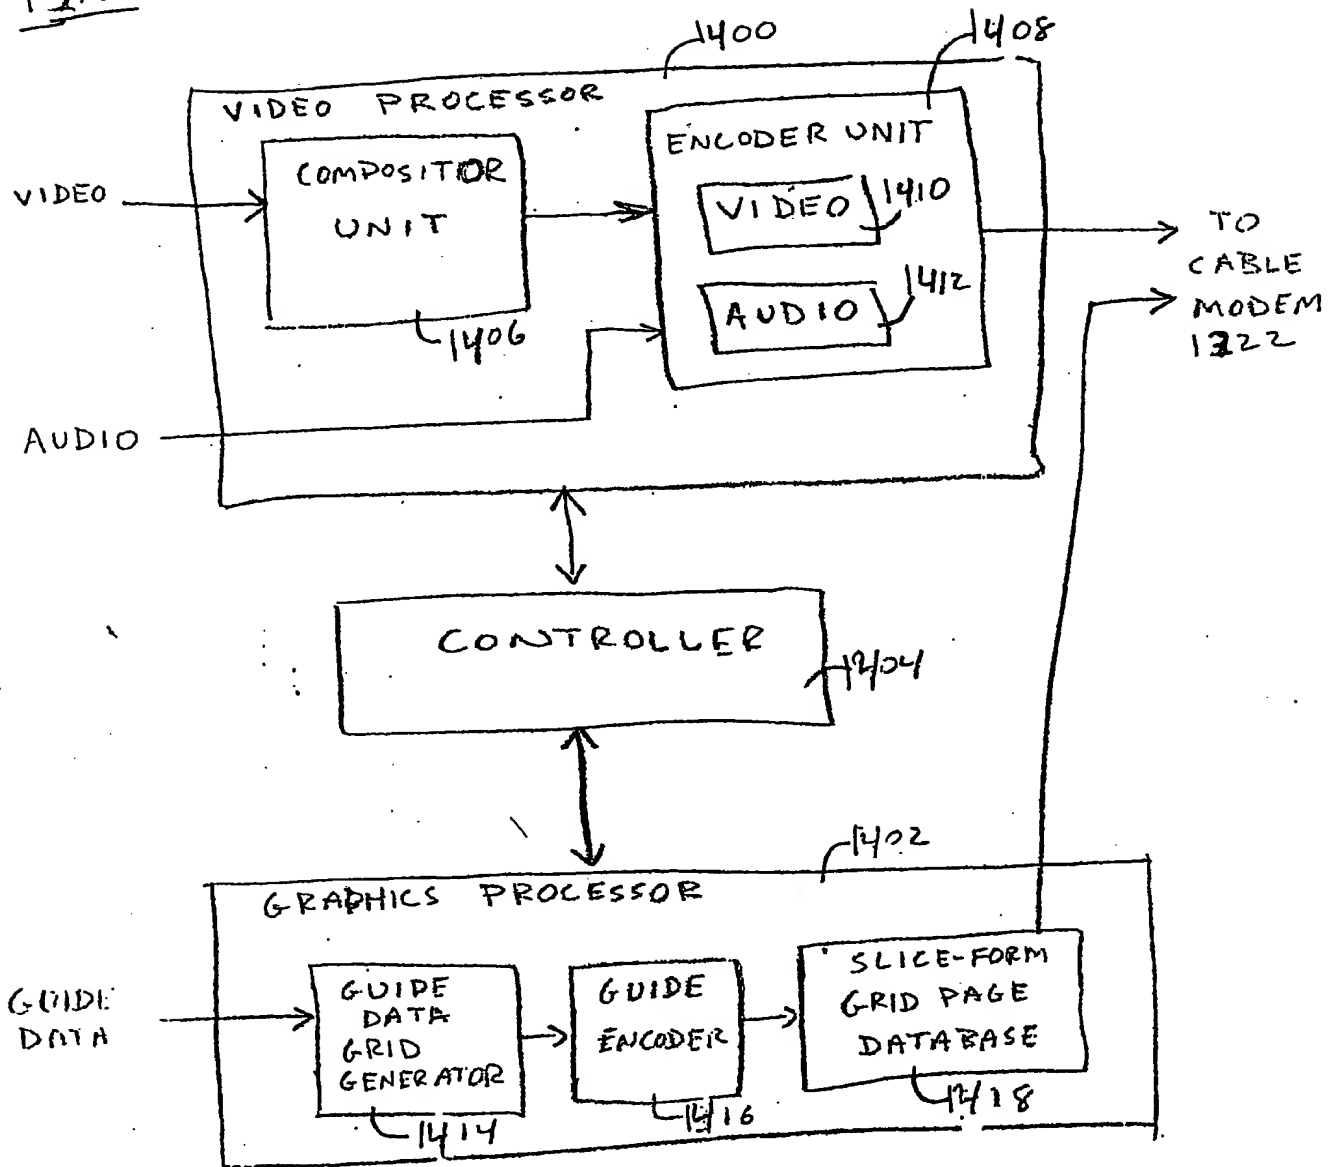 1400
1408
VIDEO PROCESSOR
ENCODER UNIT
COMPOSITOR
UNIT
VIDEO
VIDEO
1410
TO
CABLE
MODEM
AUDIO
1412
1406
AUDIO
CONTROLLER
1404
1402
GRAPHICS PROCESSOR
GUIDE
DATA
GUIDE
DATA
GRID
GENERATOR
GUIDE
ENCODER
SLICE-FORM
GRID PAGE
DATABASE
1414
1416
1418